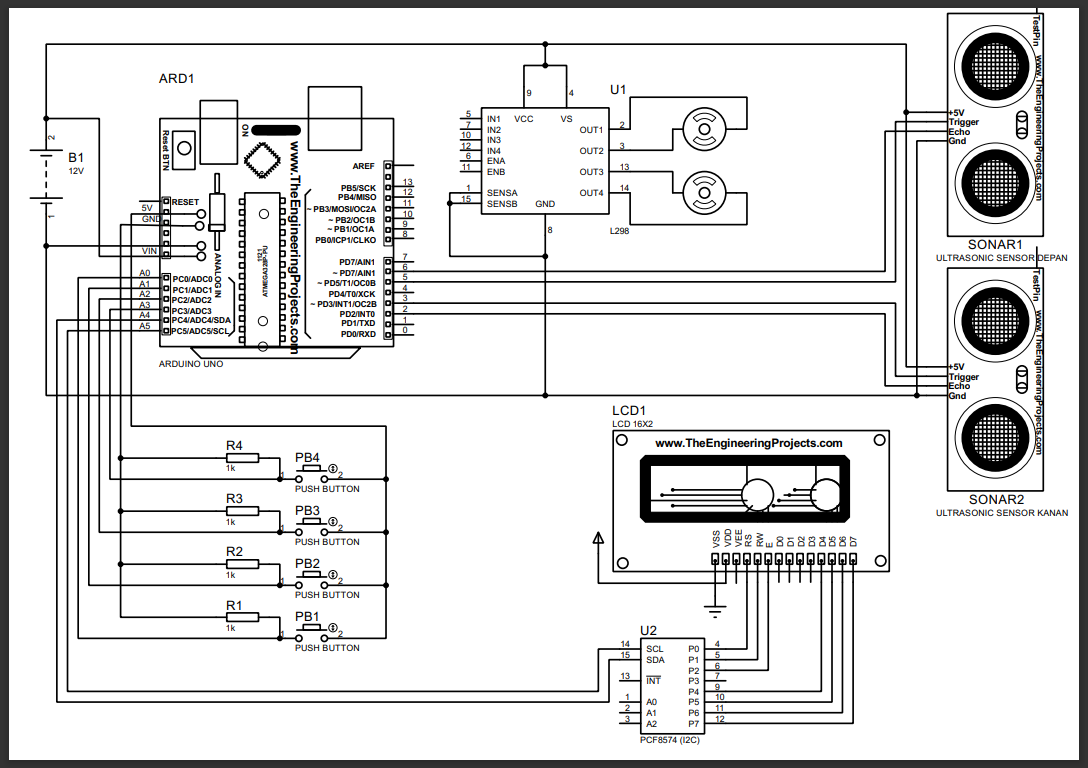 ARD1
ON
Reset BTN
www.TheEngineeringProjects.com
ANALOG IN
1121
ATMEGA328P-PU
RESET
5V
GND
VIN
A0
PC0/ADC0
A1
PC1/ADC1
A2
PC2/ADC2
A3
PC3/ADC3
A4
PC4/ADC4/SDA
A5
PC5/ADC5/SCL
AREF
PB5/SCK
13
PB4/MISO
12
~ PB3/MOSI/OC2A
11
~ PB2/OC1B
10
~ PB1/OC1A
9
PB0/ICP1/CLKO
8
PD7/AIN1
7
~ PD7/AIN1
6
~ PD5/T1/OC0B
5
PD4/T0/XCK
4
~ PD3/INT1/OC2B
3
PD2/INT0
2
PD1/TXD
1
PD0/RXD
0
ARDUINO UNO
2
B1
12V
1
U1
9
4
VCC
VS
5
IN1
7
IN2
10
IN3
12
IN4
6
ENA
11
ENB
1
SENSA
15
SENSB
GND
8
OUT1
2
OUT2
3
OUT3
13
OUT4
14
L298
TestPin
www.TheEngineeringProjects.com
+5V
Trigger
Echo
Gnd
SONAR1
ULTRASONIC SENSOR DEPAN
TestPin
www.TheEngineeringProjects.com
+5V
Trigger
Echo
Gnd
SONAR2
ULTRASONIC SENSOR KANAN
R4
1k
1
PB4
2
PUSH BUTTON
R3
1k
1
PB3
2
PUSH BUTTON
R2
1k
1
PB2
2
PUSH BUTTON
R1
1k
1
PB1
2
PUSH BUTTON
LCD1
LCD 16X2
www.TheEngineeringProjects.com
VSS
VDD
VEE
RS
RW
E
D0
D1
D2
D3
D4
D5
D6
D7
U2
14
SCL
15
SDA
13
INT
1
A0
2
A1
3
A2
P0
4
P1
5
P2
6
P3
7
P4
9
P5
10
P6
11
P7
12
PCF8574 (I2C)